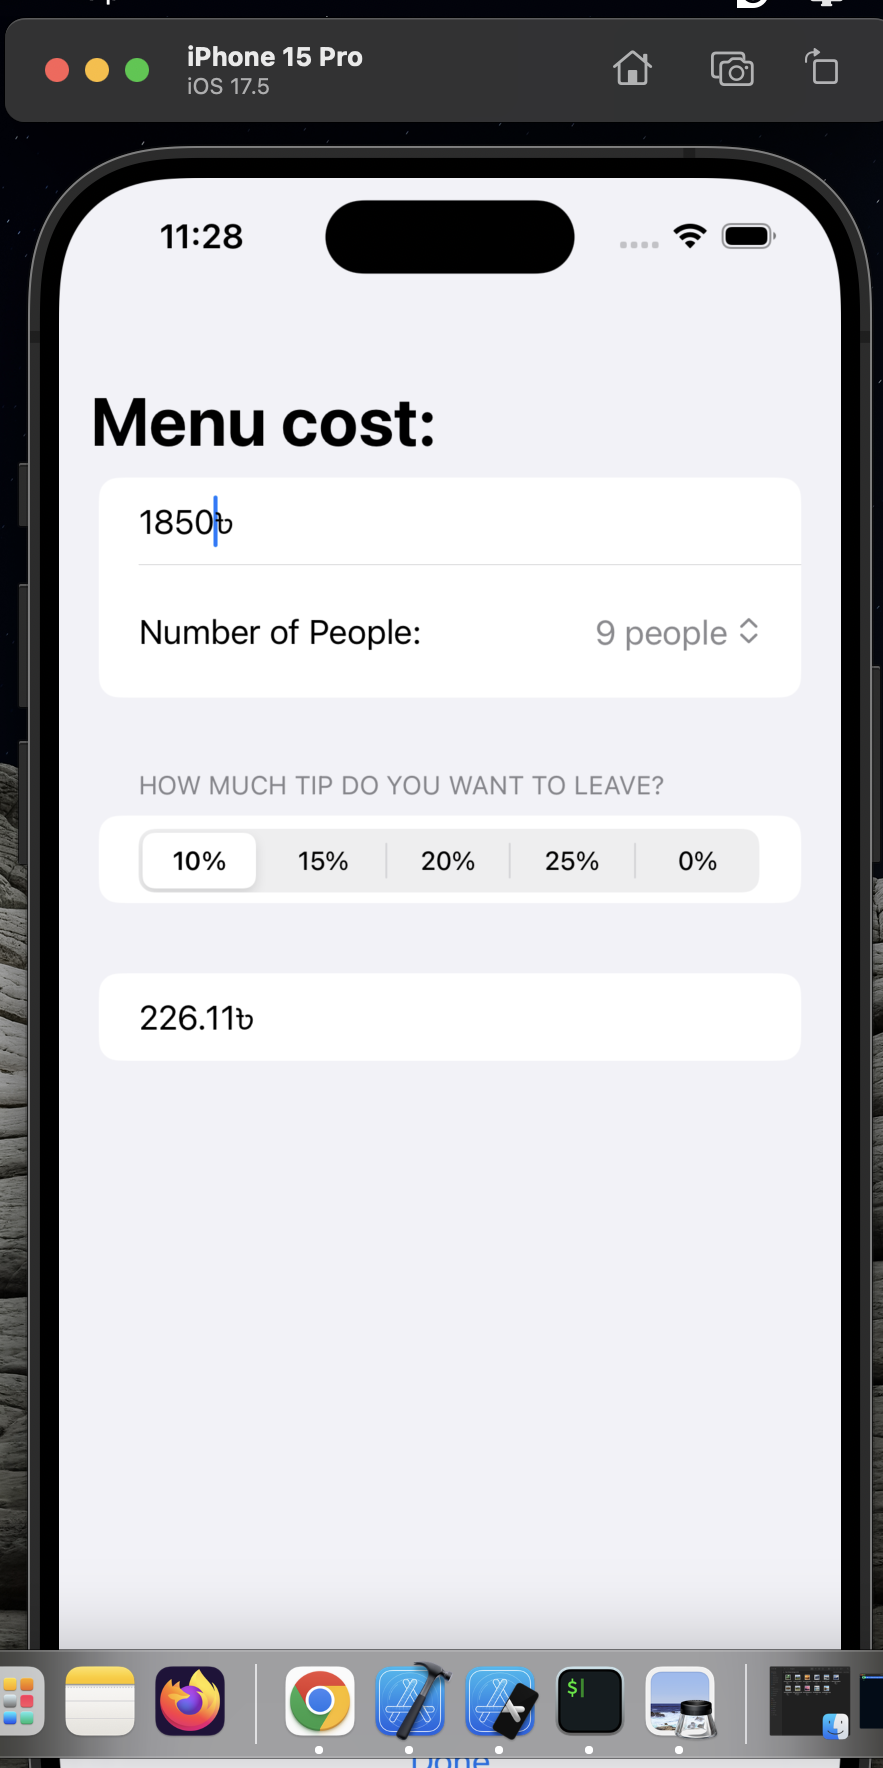 iPhone 15 Pro
iOS 17.5
11:28
Menu cost:
1850৳
Number of People: 9 people
HOW MUCH TIP DO YOU WANT TO LEAVE?
10% 15% 20% 25% 0%
226.11৳
$
Done